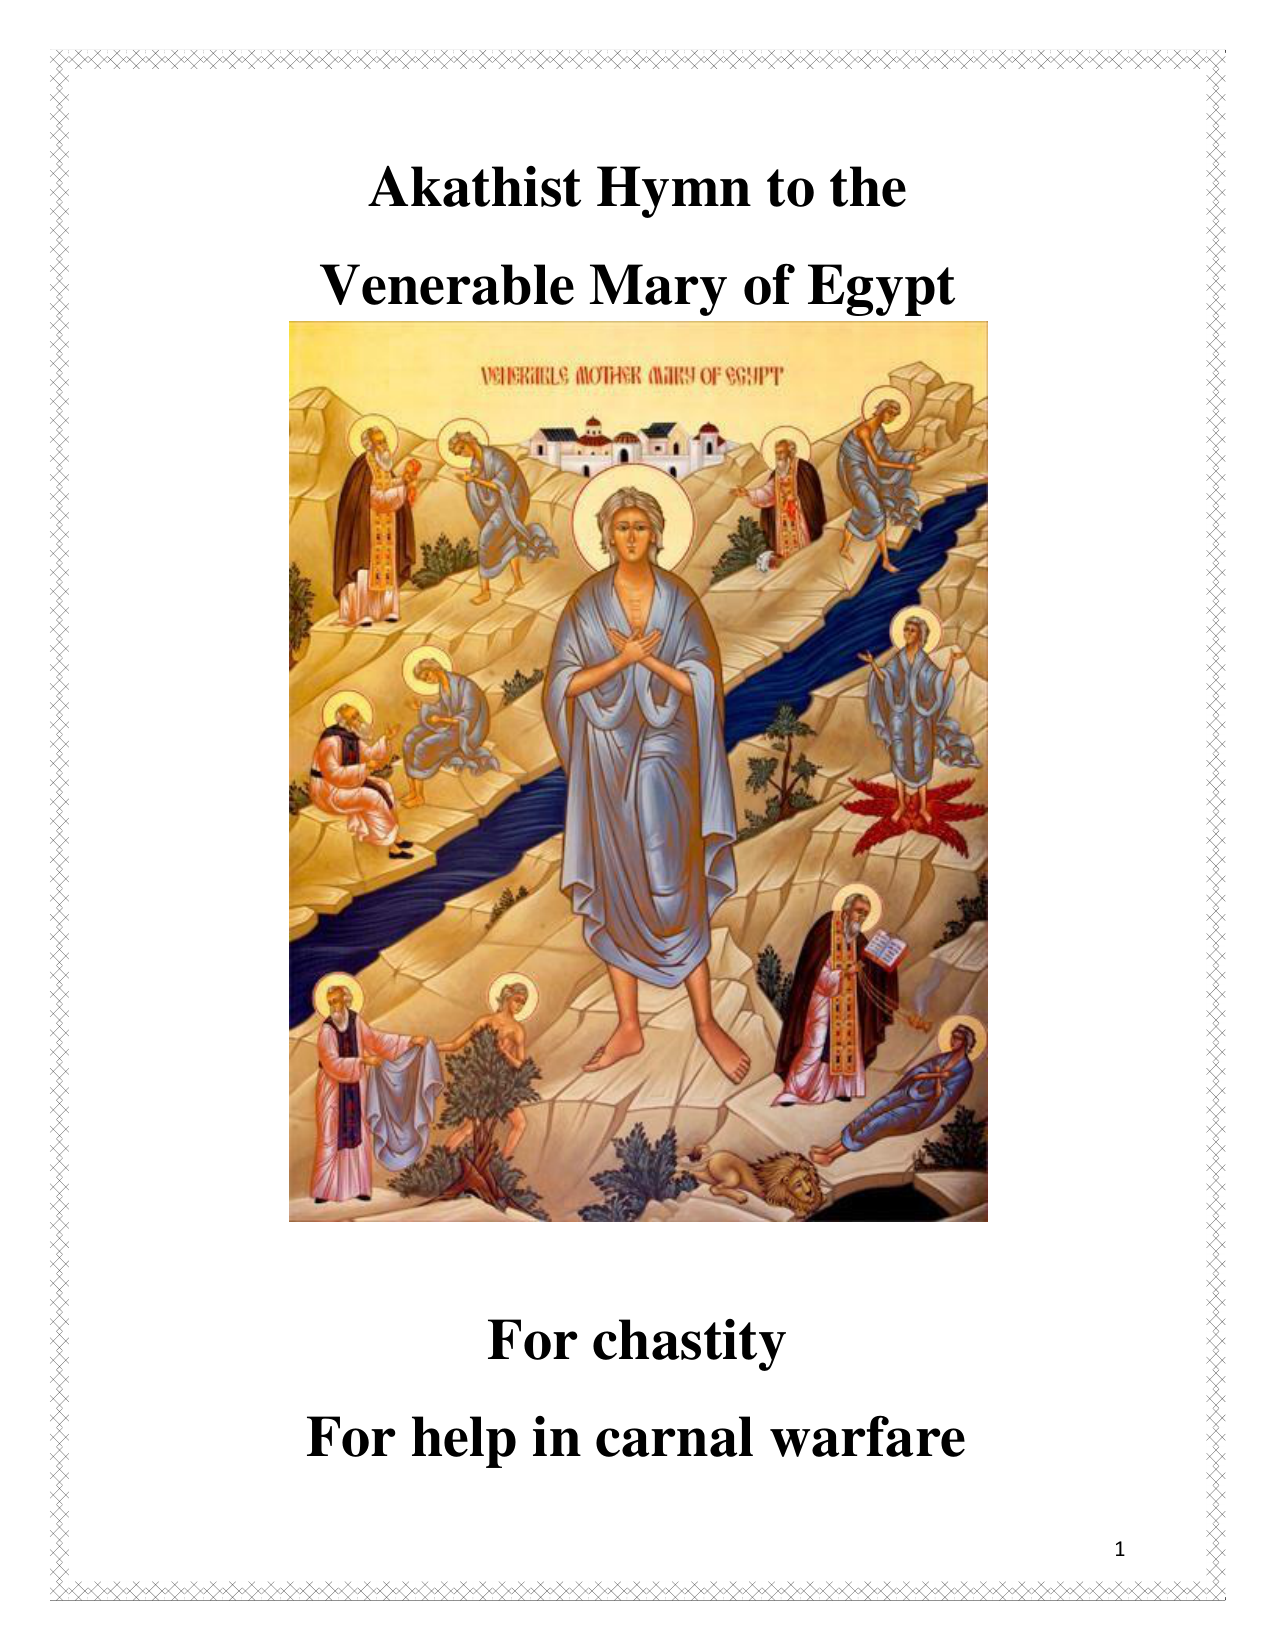 Akathist Hymn to the
Venerable Mary of Egypt
VENERABLE MOTHER MARY OF EGYPT
For chastity
For help in carnal warfare
1